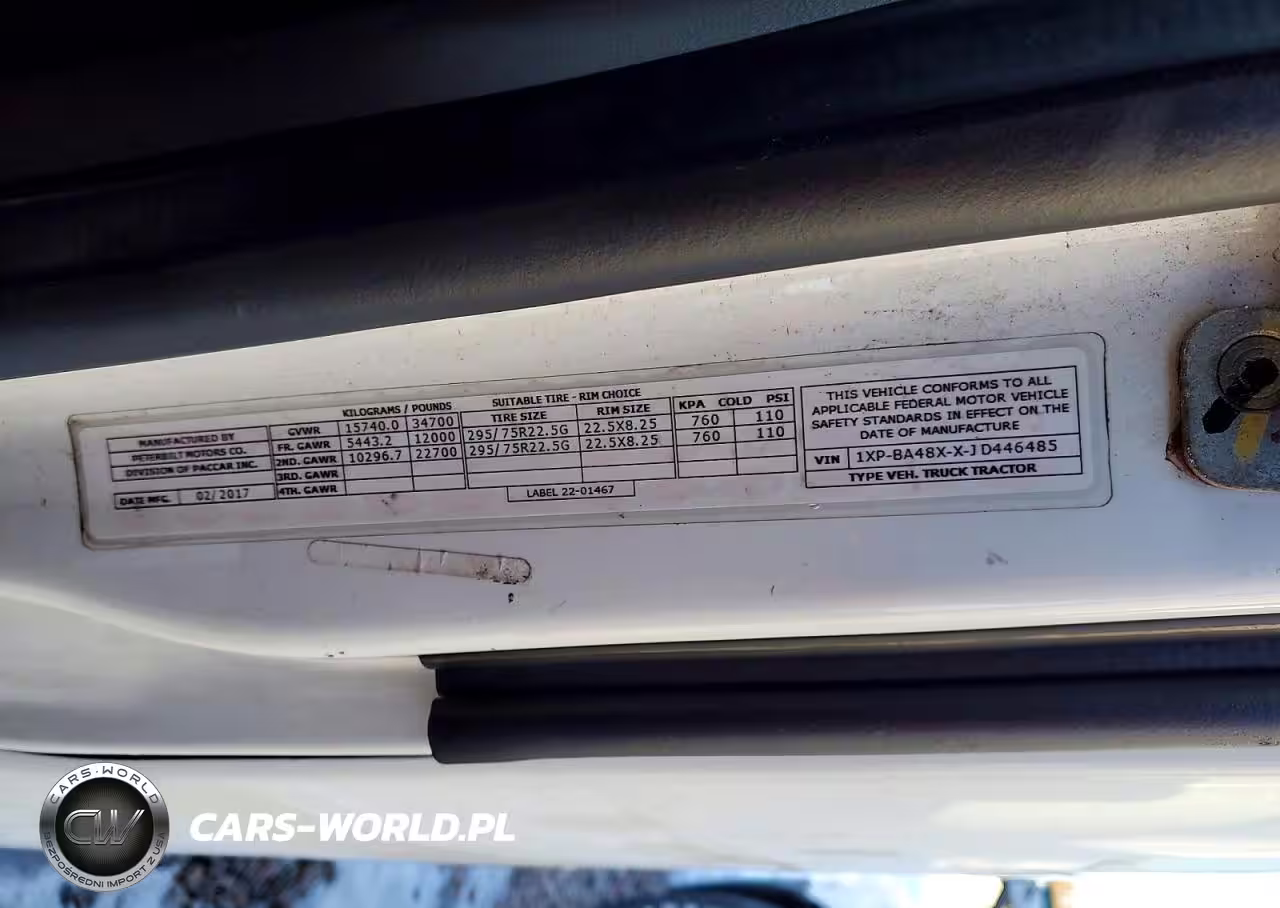 MANUFACTURED BY
PETERBILT MOTORS CO.
DIVISION OF PACCAR INC.
DATE MFG. 02/2017
KILOGRAMS / POUNDS
GVWR 15740.0 34700
FR. GAWR 5443.2 12000
2ND. GAWR 10296.7 22700
3RD. GAWR
4TH. GAWR
SUITABLE TIRE - RIM CHOICE
TIRE SIZE RIM SIZE
295/75R22.5G 22.5X8.25
295/75R22.5G 22.5X8.25
KPA COLD PSI
760 110
760 110
LABEL 22-01467
THIS VEHICLE CONFORMS TO ALL
APPLICABLE FEDERAL MOTOR VEHICLE
SAFETY STANDARDS IN EFFECT ON THE
DATE OF MANUFACTURE
VIN 1XP-BA48X-X-JD446485
TYPE VEH. TRUCK TRACTOR
CARS-WORLD
CW
BEZPOŚREDNI IMPORT Z USA
CARS-WORLD.PL